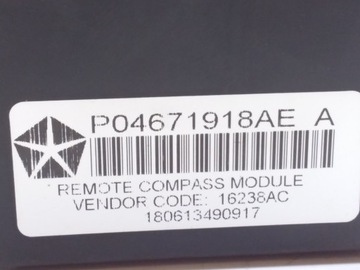 P04671918AE A
REMOTE COMPASS MODULE
VENDOR CODE: 16238AC
180613490917